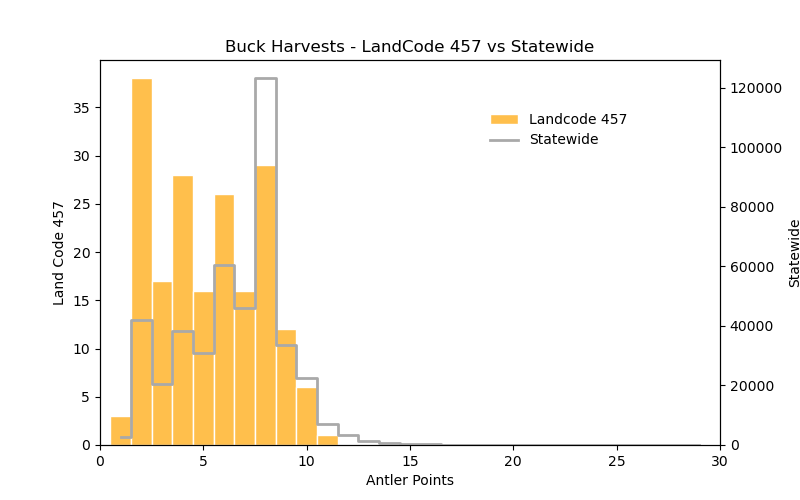 Buck Harvests - LandCode 457 vs Statewide
Landcode 457
Statewide
Land Code 457
35
30
25
20
15
10
5
0
120000
100000
80000
60000
40000
20000
0
Statewide
0 5 10 15 20 25 30
Antler Points